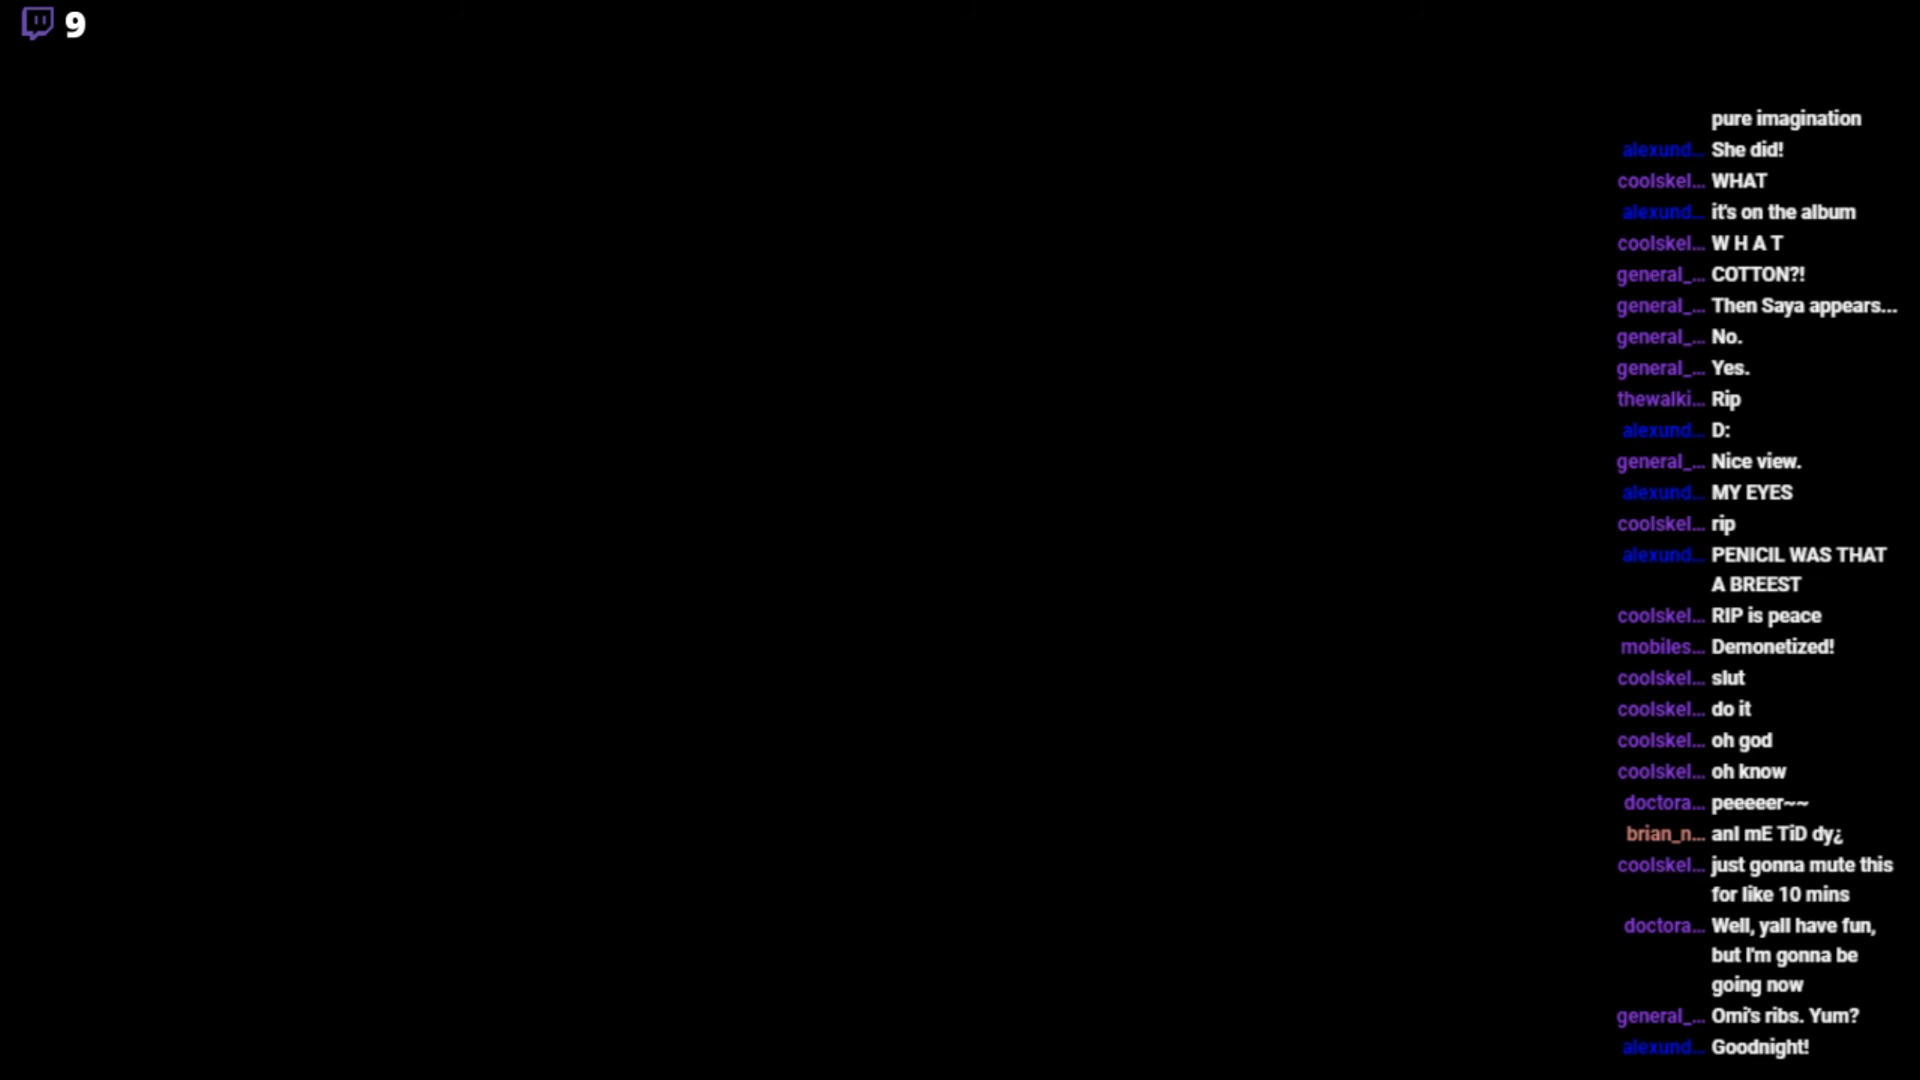 9
pure imagination
alexund... She did!
coolskel... WHAT
alexund... it's on the album
coolskel... W H A T
general_... COTTON?!
general_... Then Saya appears...
general_... No.
general_... Yes.
thewalki... Rip
alexund... D:
general_... Nice view.
alexund... MY EYES
coolskel... rip
alexund... PENICIL WAS THAT
A BREEST
coolskel... RIP is peace
mobiles... Demonetized!
coolskel... slut
coolskel... do it
coolskel... oh god
coolskel... oh know
doctora... peeeeer~~
brian_n... anI mE TiD dy¿
coolskel... just gonna mute this
for like 10 mins
doctora... Well, yall have fun,
but I'm gonna be
going now
general_... Omi's ribs. Yum?
alexund... Goodnight!